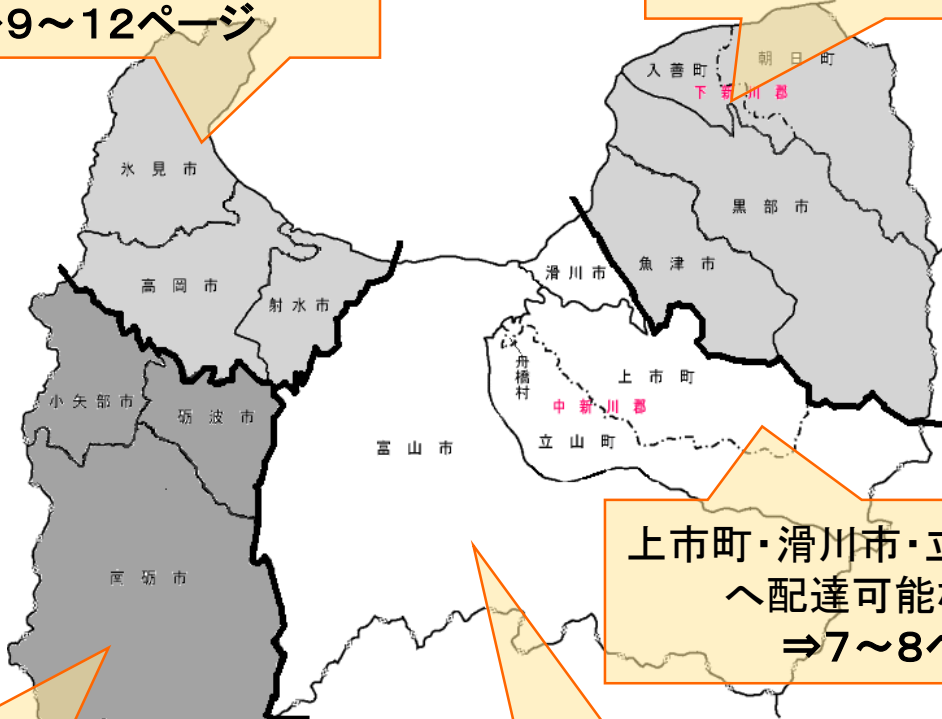 9~12ページ
入善町
朝日町
下新川郡
氷見市
黒部市
魚津市
滑川市
高岡市
射水市
舟橋村
上市町
小矢部市
砺波市
中新川郡
立山町
富山市
上市町・滑川市・
へ配達可能
⇒7~8
南砺市